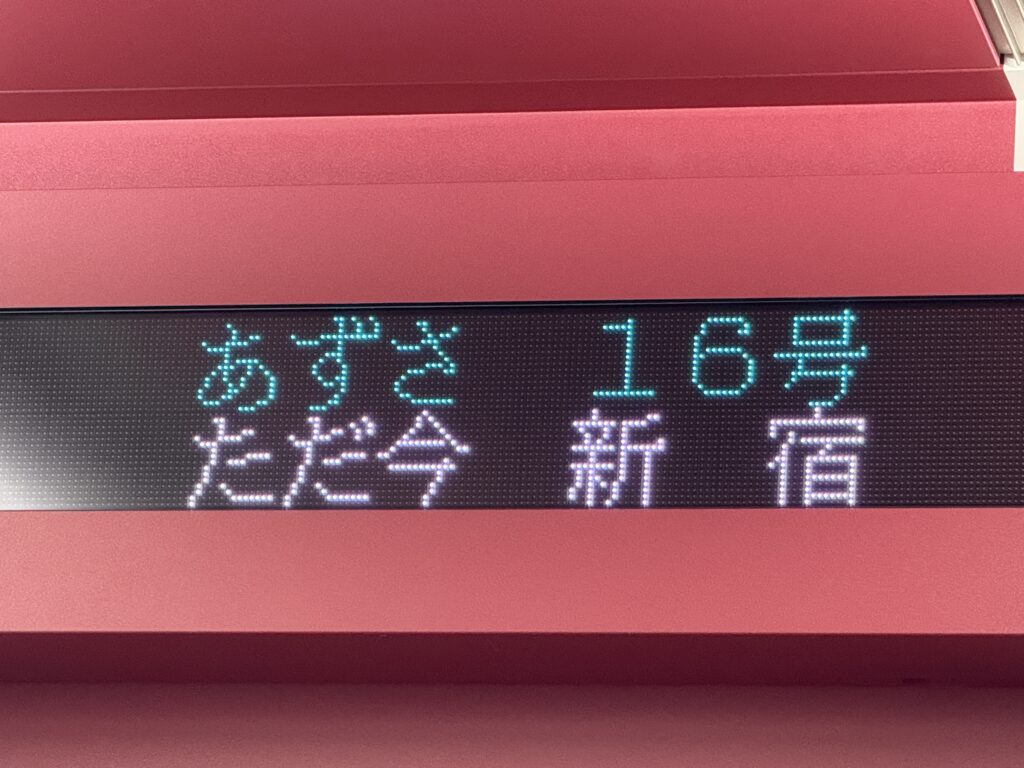 あずさ　１６号
ただ今　新　宿